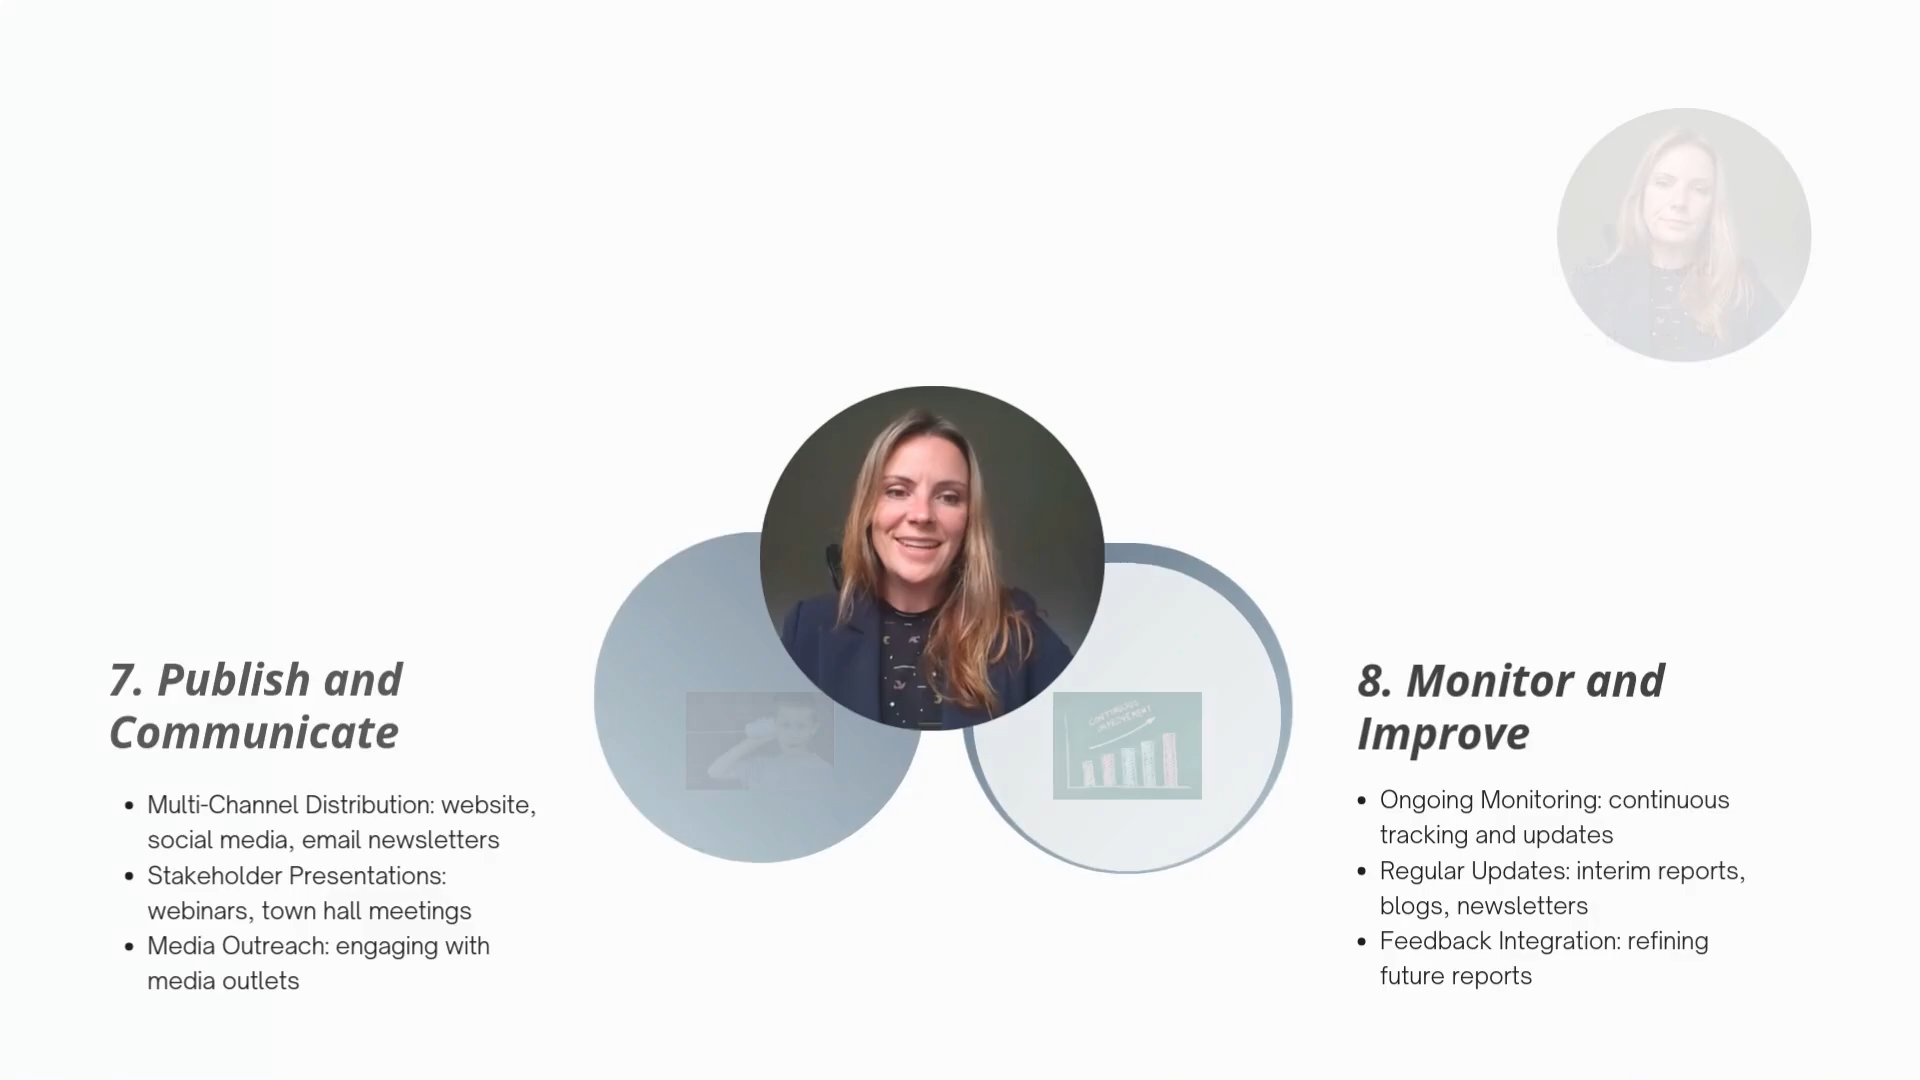 7. Publish and
Communicate
• Multi-Channel Distribution: website,
social media, email newsletters
• Stakeholder Presentations:
webinars, town hall meetings
• Media Outreach: engaging with
media outlets
CONTINUOUS
IMPROVEMENT
8. Monitor and
Improve
• Ongoing Monitoring: continuous
tracking and updates
• Regular Updates: interim reports,
blogs, newsletters
• Feedback Integration: refining
future reports